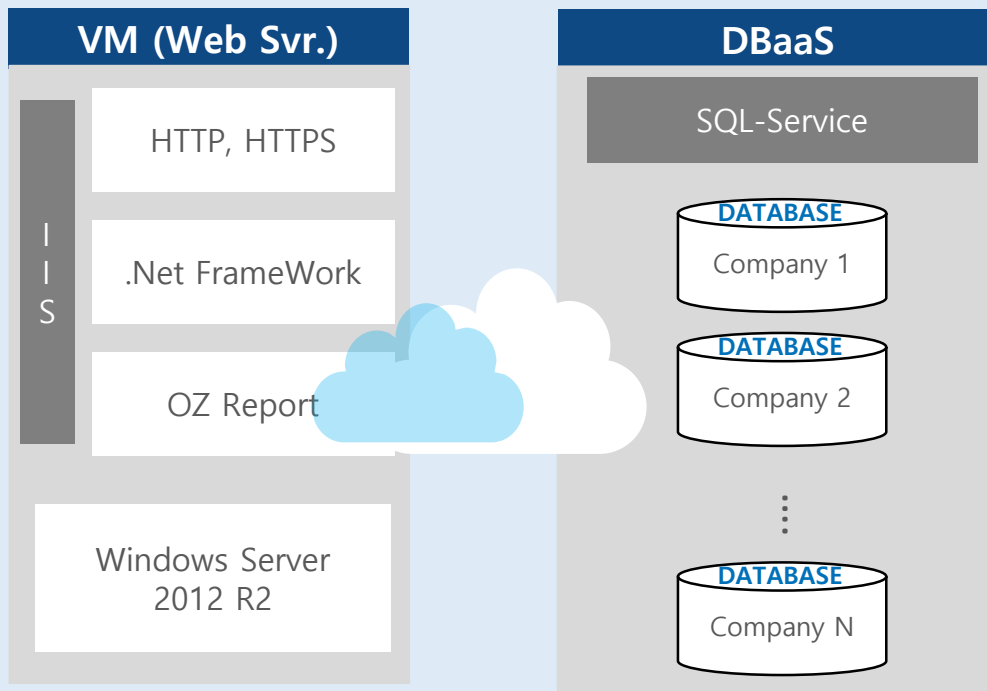 VM (Web Svr.)
I
I
S
HTTP, HTTPS
.Net FrameWork
OZ Report
Windows Server
2012 R2
DBaaS
SQL-Service
DATABASE
Company 1
DATABASE
Company 2
DATABASE
Company N